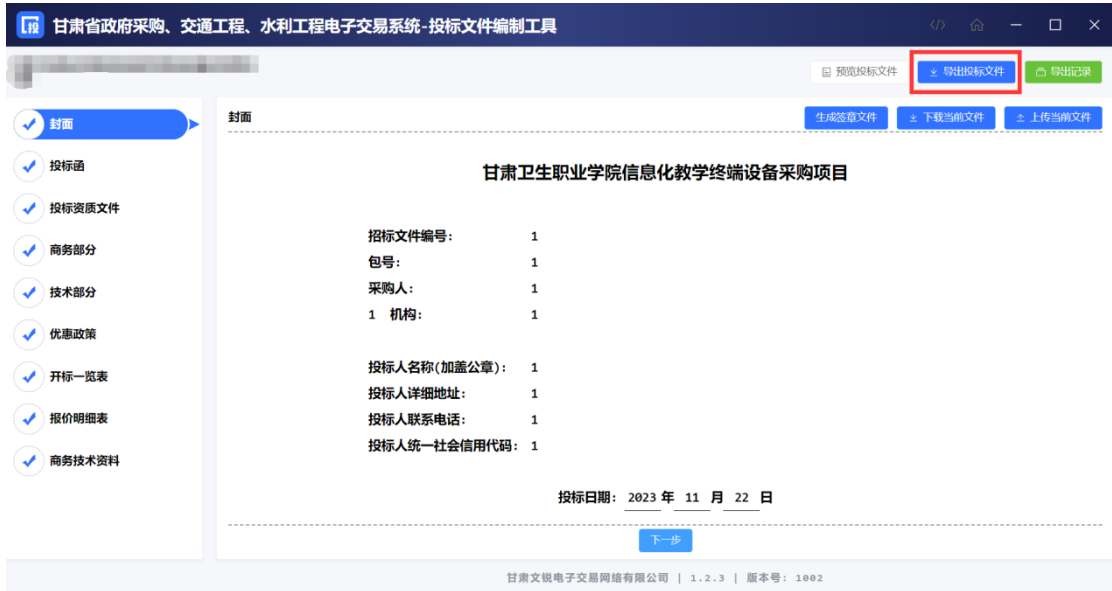 投 甘肃省政府采购、交通工程、水利工程电子交易系统-投标文件编制工具
预览投标文件 导出投标文件 导出记录
封面
投标函
投标资质文件
商务部分
技术部分
优惠政策
开标一览表
报价明细表
商务技术资料
封面 生成签章文件 下载当前文件 上传当前文件
甘肃卫生职业学院信息化教学终端设备采购项目
招标文件编号: 1
包号: 1
采购人: 1
1 机构: 1
投标人名称(加盖公章): 1
投标人详细地址: 1
投标人联系电话: 1
投标人统一社会信用代码: 1
投标日期: 2023 年 11 月 22 日
下一步
甘肃文锐电子交易网络有限公司 | 1.2.3 | 版本号: 1002